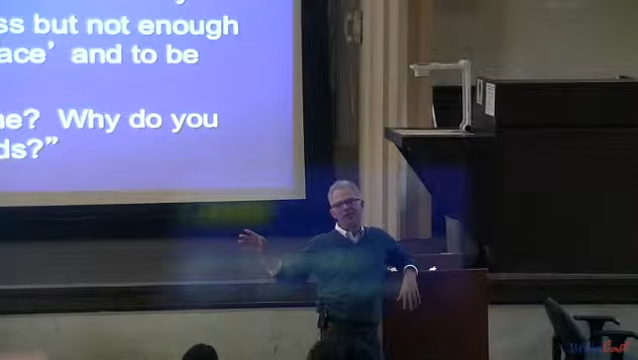 ss but not enough
ace’ and to be
ne? Why do you
ds?”